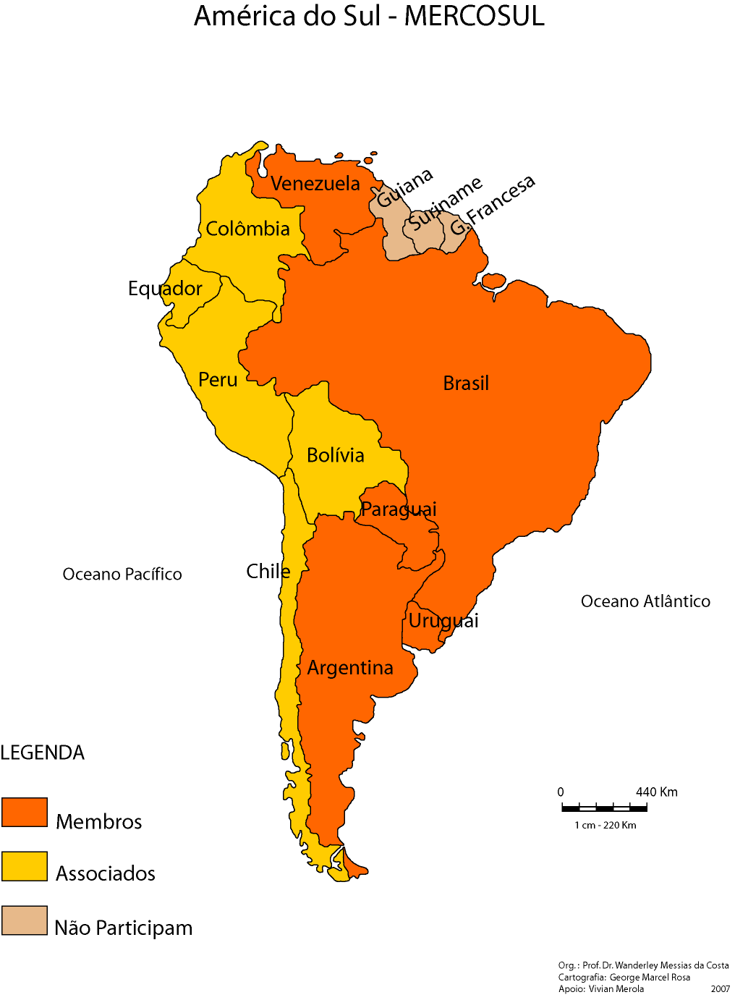 América do Sul - MERCOSUL
Venezuela
Guiana
Suriname
G.Francesa
Colômbia
Equador
Peru
Brasil
Bolívia
Paraguai
Chile
Oceano Pacífico
Oceano Atlântico
Uruguai
Argentina
LEGENDA
Membros
Associados
Não Participam
0 440 Km
1 cm - 220 Km
Org. : Prof. Dr. Wanderley Messias da Costa
Cartografia: George Marcel Rosa
Apoio: Vivian Merola 2007